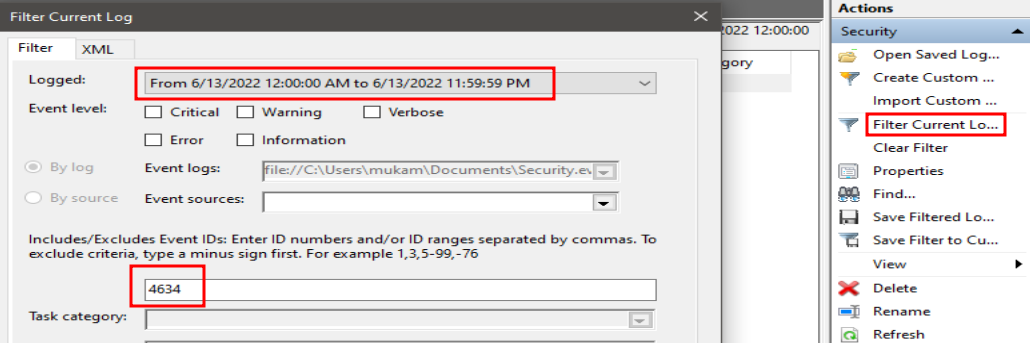 Filter Current Log
Filter
XML
Logged:
From 6/13/2022 12:00:00 AM to 6/13/2022 11:59:59 PM
Event level:
Critical
Warning
Verbose
Error
Information
By log
Event logs:
file://C:\Users\mukam\Documents\Security.ev
By source
Event sources:
Includes/Excludes Event IDs: Enter ID numbers and/or ID ranges separated by commas. To
exclude criteria, type a minus sign first. For example 1,3,5-99,-76
4634
Task category:
2022 12:00:00
gory
Actions
Security
Open Saved Log...
Create Custom ...
Import Custom ...
Filter Current Lo...
Clear Filter
Properties
Find...
Save Filtered Lo...
Save Filter to Cu...
View
Delete
Rename
Refresh